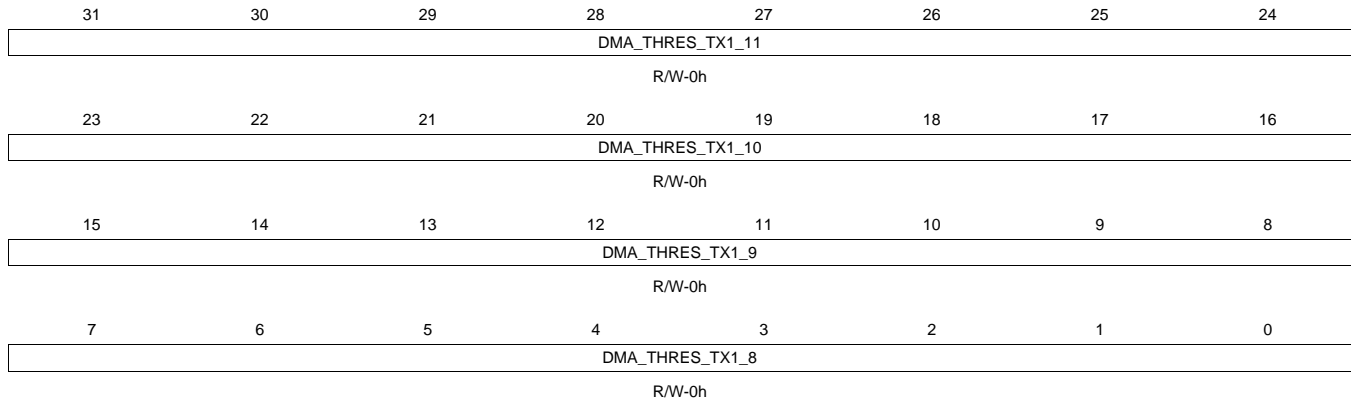 31 30 29 28 27 26 25 24
DMA_THRES_TX1_11
R/W-0h
23 22 21 20 19 18 17 16
DMA_THRES_TX1_10
R/W-0h
15 14 13 12 11 10 9 8
DMA_THRES_TX1_9
R/W-0h
7 6 5 4 3 2 1 0
DMA_THRES_TX1_8
R/W-0h